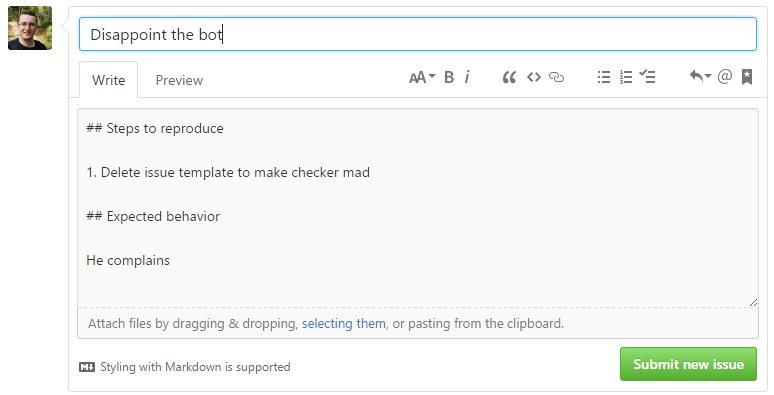 Disappoint the bot
Write Preview AA B i @
## Steps to reproduce
1. Delete issue template to make checker mad
## Expected behavior
He complains
Attach files by dragging & dropping, selecting them, or pasting from the clipboard.
M Styling with Markdown is supported
Submit new issue